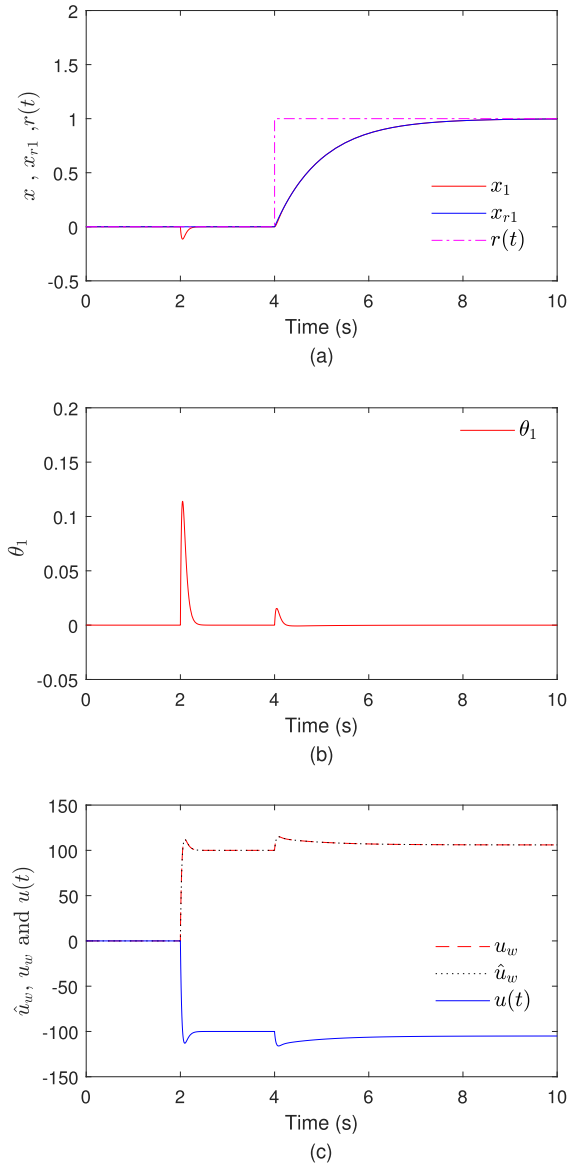 2
1.5
1
0.5
0
-0.5
x , x_{r1} ,r(t)
x_1
x_{r1}
r(t)
0 2 4 6 8 10
Time (s)
(a)
0.2
0.15
0.1
0.05
0
-0.05
θ_1
θ_1
0 2 4 6 8 10
Time (s)
(b)
150
100
50
0
-50
-100
-150
û_w, u_w and u(t)
u_w
û_w
u(t)
0 2 4 6 8 10
Time (s)
(c)